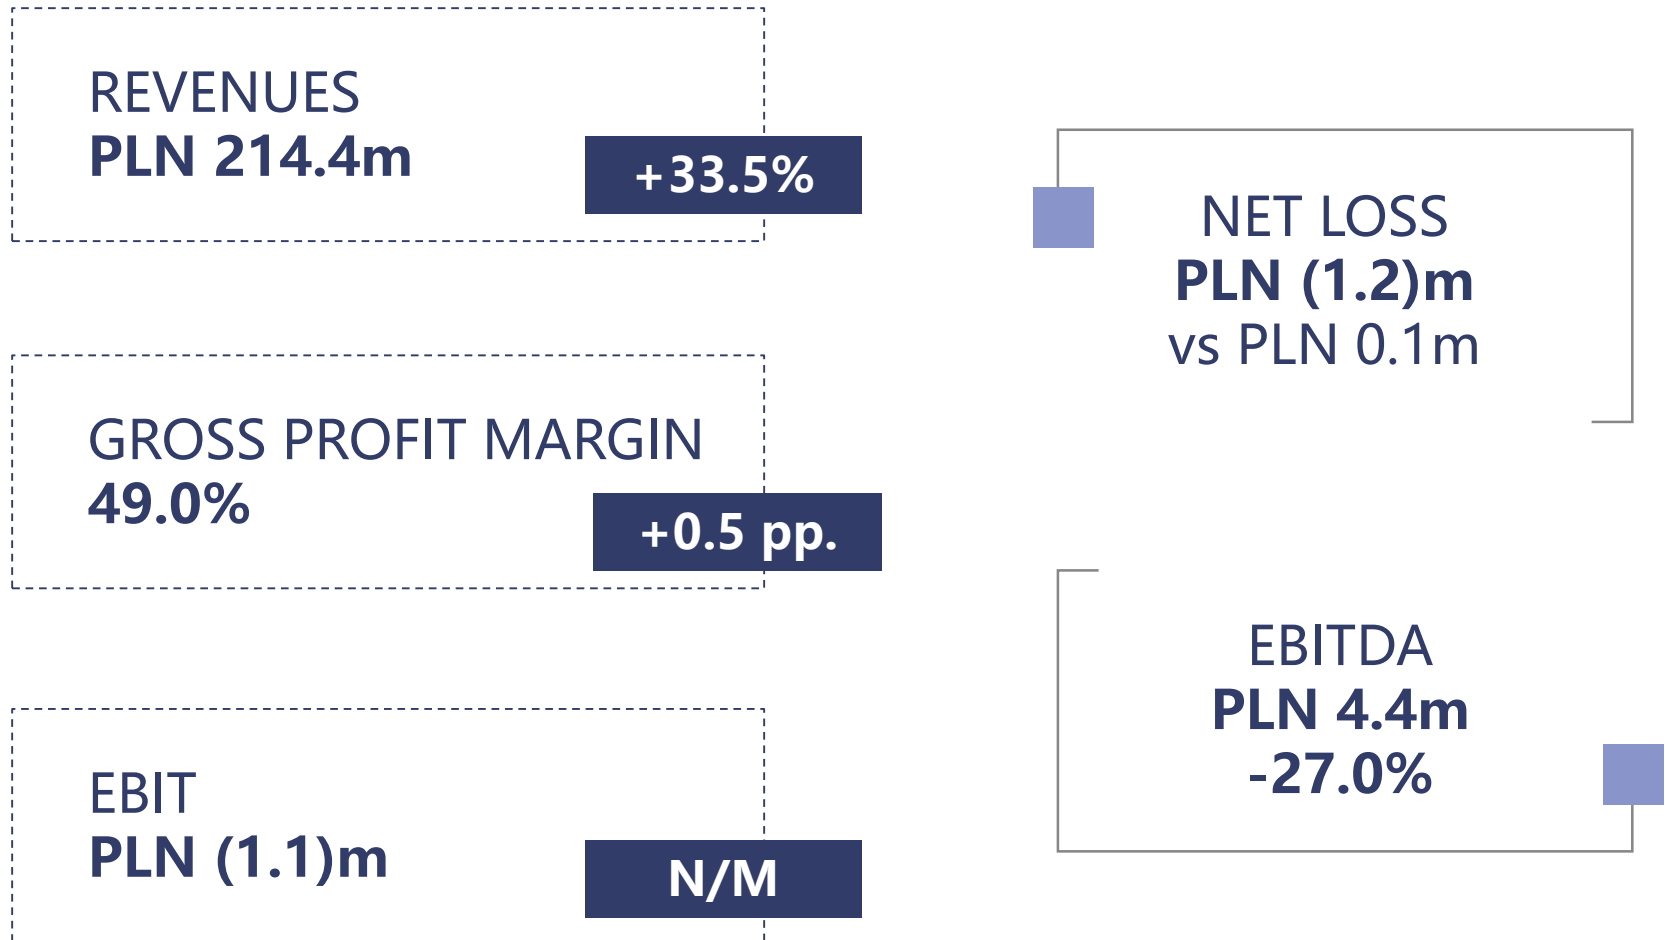 REVENUES
PLN 214.4m
+33.5%
GROSS PROFIT MARGIN
49.0%
+0.5 pp.
EBIT
PLN (1.1)m
N/M
NET LOSS
PLN (1.2)m
vs PLN 0.1m
EBITDA
PLN 4.4m
-27.0%